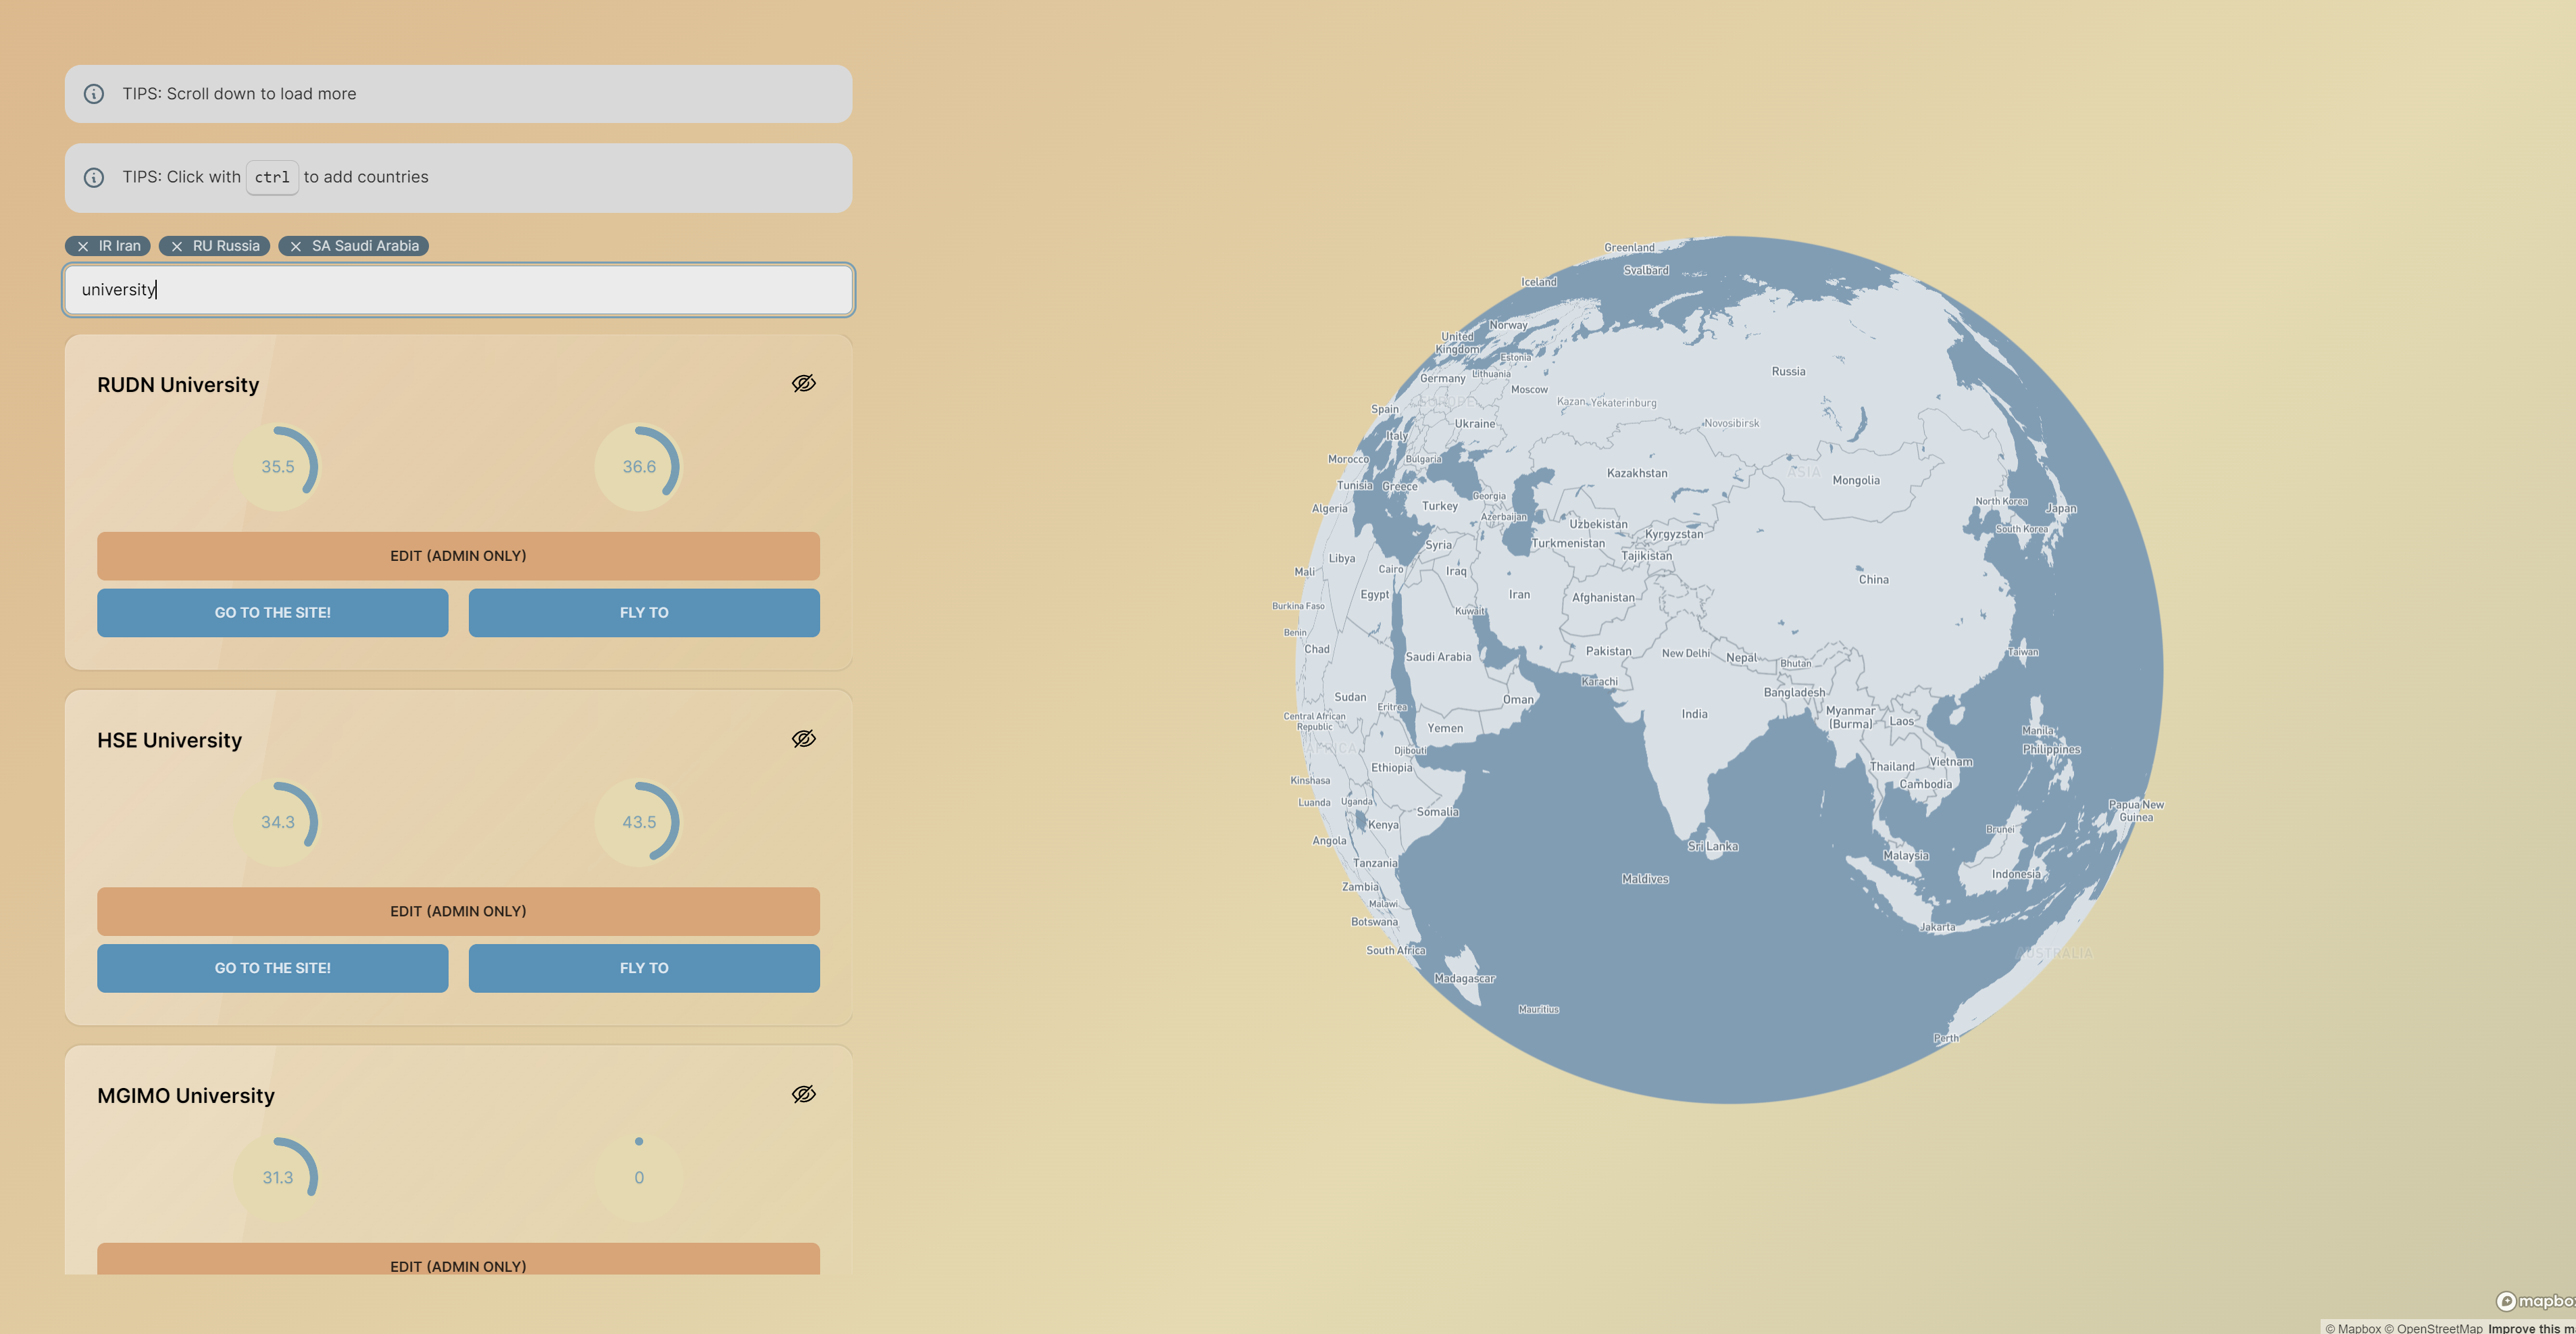 TIPS: Scroll down to load more
TIPS: Click with ctrl to add countries
IR Iran
RU Russia
SA Saudi Arabia
university
RUDN University
35.5
36.6
EDIT (ADMIN ONLY)
GO TO THE SITE!
FLY TO
HSE University
34.3
43.5
EDIT (ADMIN ONLY)
GO TO THE SITE!
FLY TO
MGIMO University
31.3
0
EDIT (ADMIN ONLY)
Greenland
Svalbard
Iceland
Norway
United
Kingdom
Estonia
Lithuania
Germany
Moscow
Russia
Kazan
Yekaterinburg
Spain
EUROPE
Novosibirsk
Ukraine
Italy
Morocco
Bulgaria
Kazakhstan
ASIA
Mongolia
Tunisia
Greece
Georgia
North Korea
Algeria
Turkey
Azerbaijan
Japan
Uzbekistan
South Korea
Kyrgyzstan
Syria
Turkmenistan
Libya
Tajikistan
Mali
Cairo
Iraq
China
Egypt
Iran
Afghanistan
Burkina Faso
Kuwait
Benin
Chad
Saudi Arabia
Pakistan
New Delhi
Nepal
Bhutan
Taiwan
Karachi
Sudan
Oman
Bangladesh
Eritrea
Central African
Republic
India
Myanmar
(Burma)
Laos
Yemen
Manila
AFRICA
Djibouti
Philippines
Ethiopia
Thailand
Vietnam
Kinshasa
Cambodia
Luanda
Uganda
Somalia
Papua New
Guinea
Kenya
Brunei
Angola
Sri Lanka
Malaysia
Tanzania
Indonesia
Maldives
Zambia
Malawi
Botswana
Jakarta
South Africa
AUSTRALIA
Madagascar
Mauritius
Perth
© Mapbox © OpenStreetMap Improve this